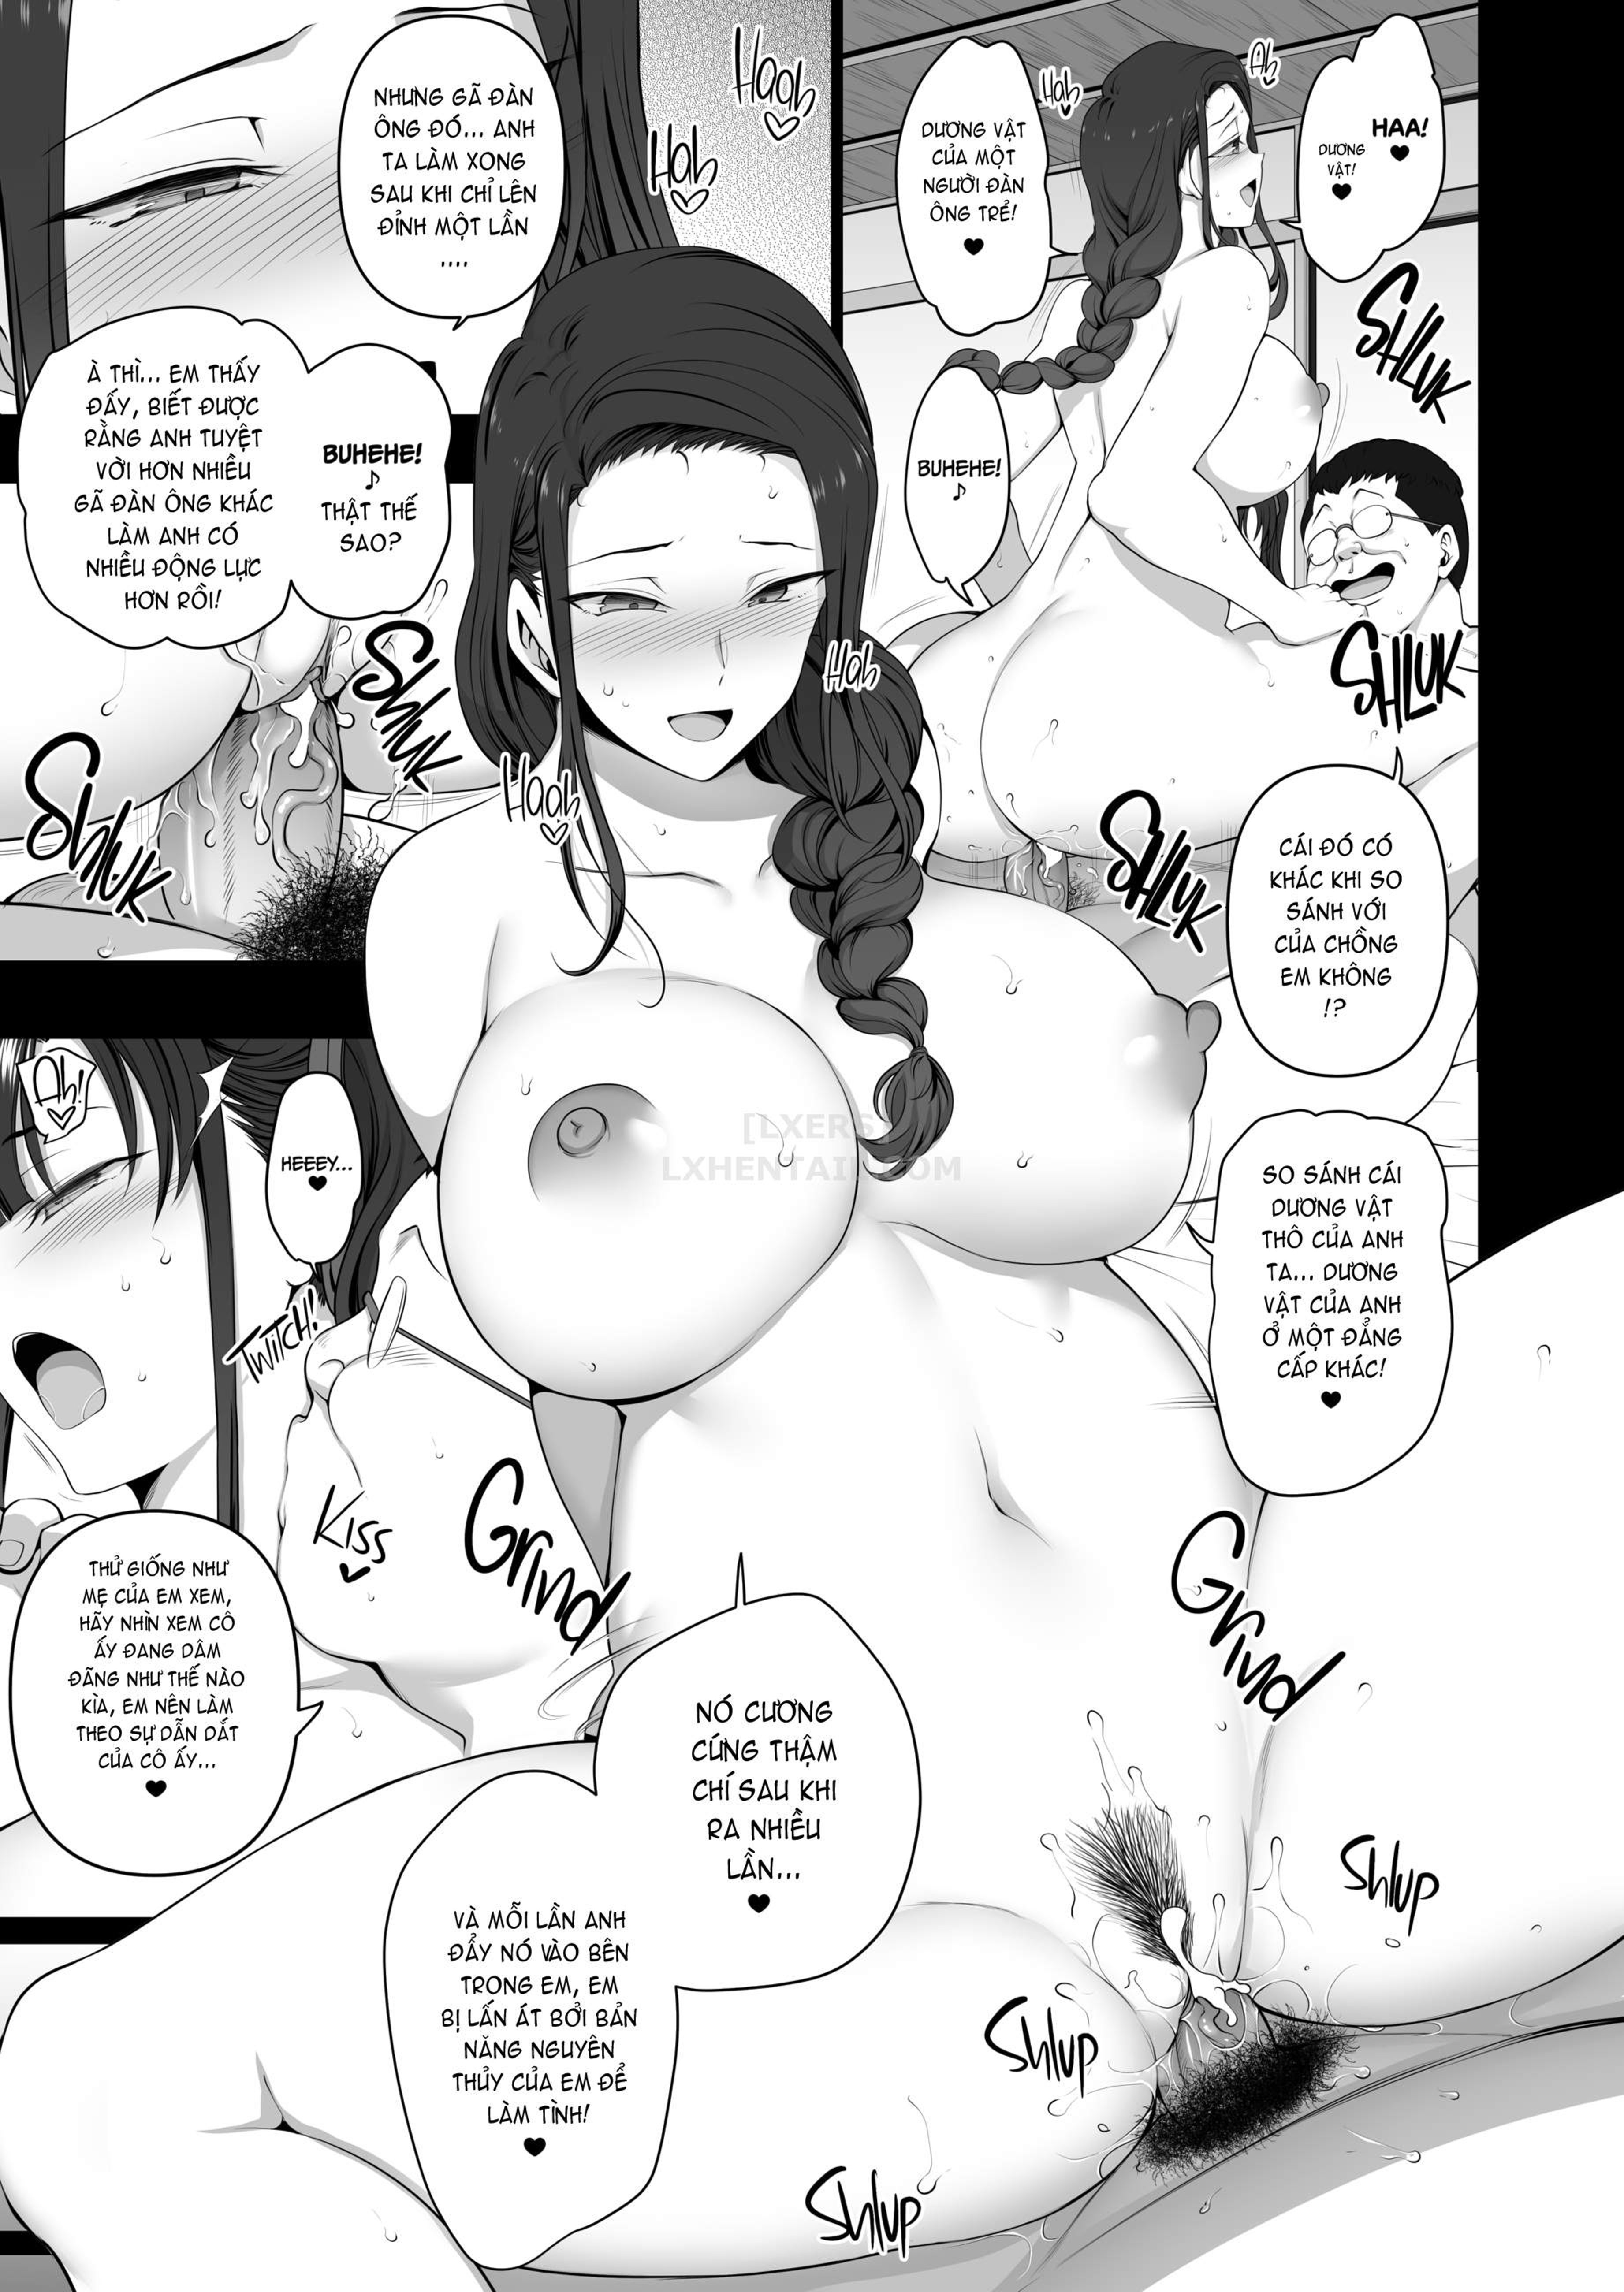 HAA!
♥
DƯƠNG
VẬT!
♥
Ah
Hah
DƯƠNG VẬT
CỦA MỘT
NGƯỜI ĐÀN
ÔNG TRẺ!
♥
SHLUK
BUHEHE!
♪
SHLUK
SHLUK
CÁI ĐÓ CÓ
KHÁC KHI SO
SÁNH VỚI
CỦA CHỒNG
EM KHÔNG
!?
SO SÁNH CÁI
DƯƠNG VẬT
THÔ CỦA ANH
TA... DƯƠNG
VẬT CỦA ANH
Ở MỘT ĐẲNG
CẤP KHÁC!
♥
Haah
Hah
NHƯNG GÃ ĐÀN
ÔNG ĐÓ... ANH
TA LÀM XONG
SAU KHI CHỈ LÊN
ĐỈNH MỘT LẦN
....
BUHEHE!
♪
THẬT THẾ
SAO?
À THÌ... EM THẤY
ĐẤY, BIẾT ĐƯỢC
RẰNG ANH TUYỆT
VỜI HƠN NHIỀU
GÃ ĐÀN ÔNG KHÁC
LÀM ANH CÓ
NHIỀU ĐỘNG LỰC
HƠN RỒI!
Shluk
Shluk
Hah
Haah
[LXERS]
LXHENTAI.COM
Grind
Grind
NÓ CƯƠNG
CỨNG THẬM
CHÍ SAU KHI
RA NHIỀU
LẦN...
♥
VÀ MỖI LẦN ANH
ĐẨY NÓ VÀO BÊN
TRONG EM, EM
BỊ LẤN ÁT BỞI BẢN
NĂNG NGUYÊN
THỦY CỦA EM ĐỂ
LÀM TÌNH!
♥
Shlup
Shlup
Shlup
HEEEY...
♥
Ah!
TWITCH!
KISS
THỬ GIỐNG NHƯ
MẸ CỦA EM XEM,
HÃY NHÌN XEM CÔ
ẤY ĐANG DÂM
ĐÃNG NHƯ THẾ NÀO
KÌA, EM NÊN LÀM
THEO SỰ DẪN DẮT
CỦA CÔ ẤY...
♥